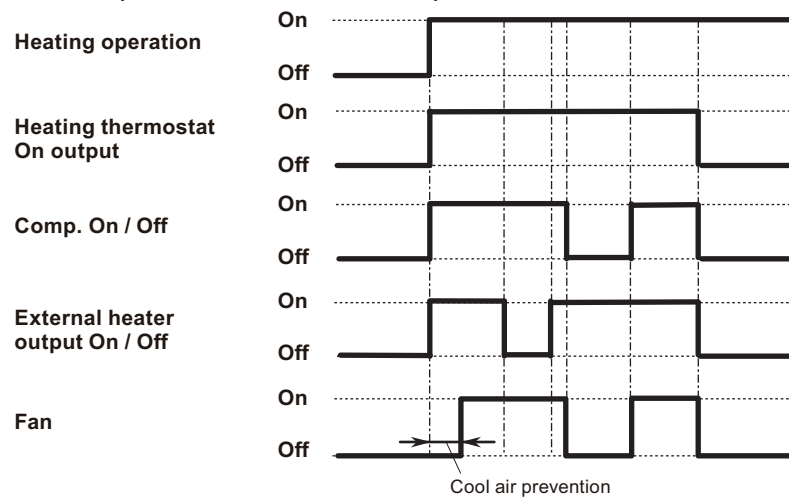 On
Heating operation
Off
On
Heating thermostat
On output
Off
On
Comp. On / Off
Off
On
External heater
output On / Off
Off
On
Fan
Off
Cool air prevention